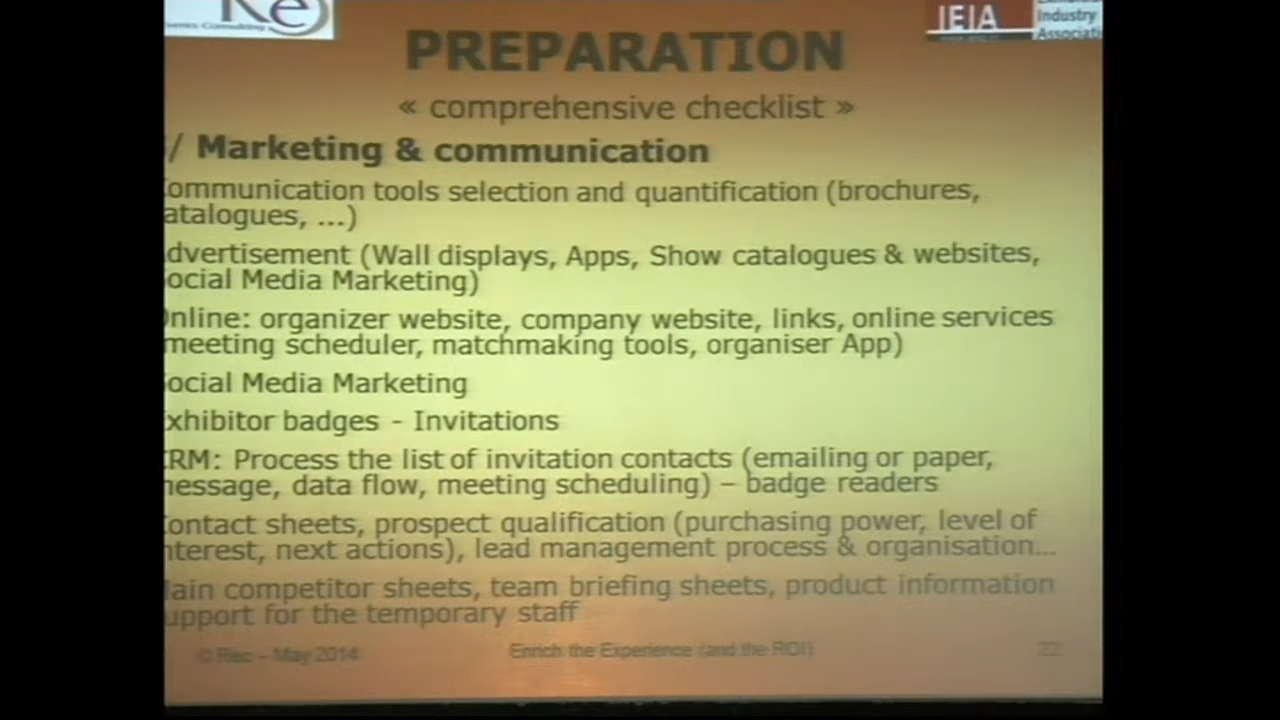 Re
Events Consulting
IEIA
Industry
Associati
PREPARATION
« comprehensive checklist »
/ Marketing & communication
ommunication tools selection and quantification (brochures,
atalogues, ...)
dvertisement (Wall displays, Apps, Show catalogues & websites,
ocial Media Marketing)
nline: organizer website, company website, links, online services
meeting scheduler, matchmaking tools, organiser App)
ocial Media Marketing
xhibitor badges - Invitations
RM: Process the list of invitation contacts (emailing or paper,
essage, data flow, meeting scheduling) – badge readers
ontact sheets, prospect qualification (purchasing power, level of
nterest, next actions), lead management process & organisation...
ain competitor sheets, team briefing sheets, product information
upport for the temporary staff
© Rec – May 2014
Enrich the Experience (and the ROI)
22